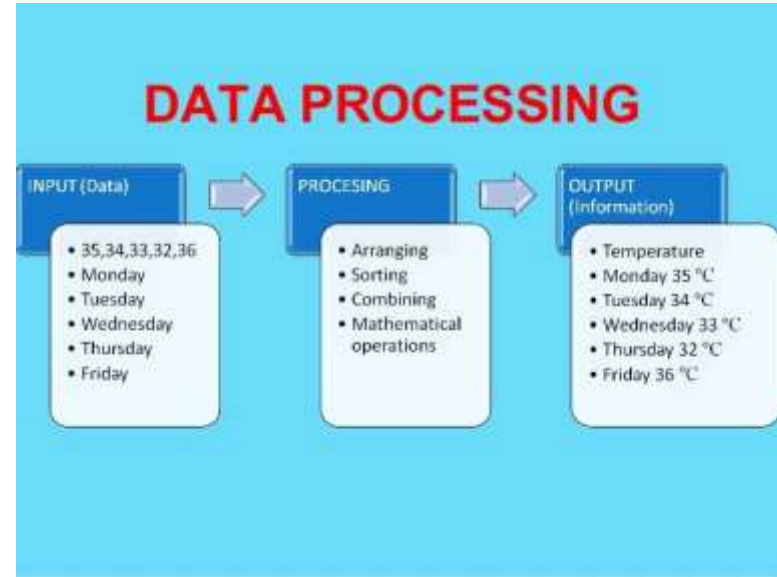 DATA PROCESSING
INPUT (Data)
• 35,34,33,32,36
• Monday
• Tuesday
• Wednesday
• Thursday
• Friday
PROCESING
• Arranging
• Sorting
• Combining
• Mathematical
operations
OUTPUT
(Information)
• Temperature
• Monday 35 °C
• Tuesday 34 °C
• Wednesday 33 °C
• Thursday 32 °C
• Friday 36 °C